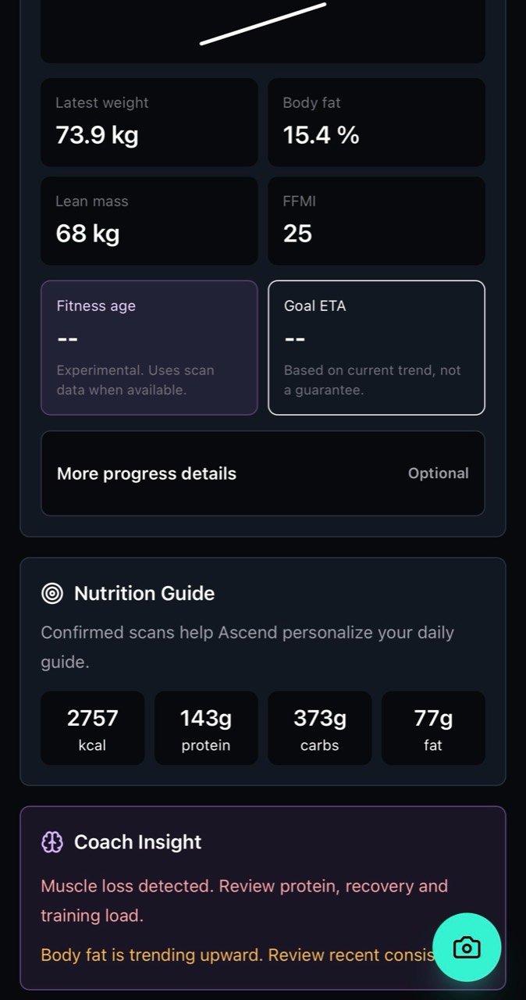 Latest weight
73.9 kg
Body fat
15.4 %
Lean mass
68 kg
FFMI
25
Fitness age
--
Experimental. Uses scan
data when available.
Goal ETA
--
Based on current trend, not
a guarantee.
More progress details
Optional
Nutrition Guide
Confirmed scans help Ascend personalize your daily
guide.
2757
kcal
143g
protein
373g
carbs
77g
fat
Coach Insight
Muscle loss detected. Review protein, recovery and
training load.
Body fat is trending upward. Review recent consis